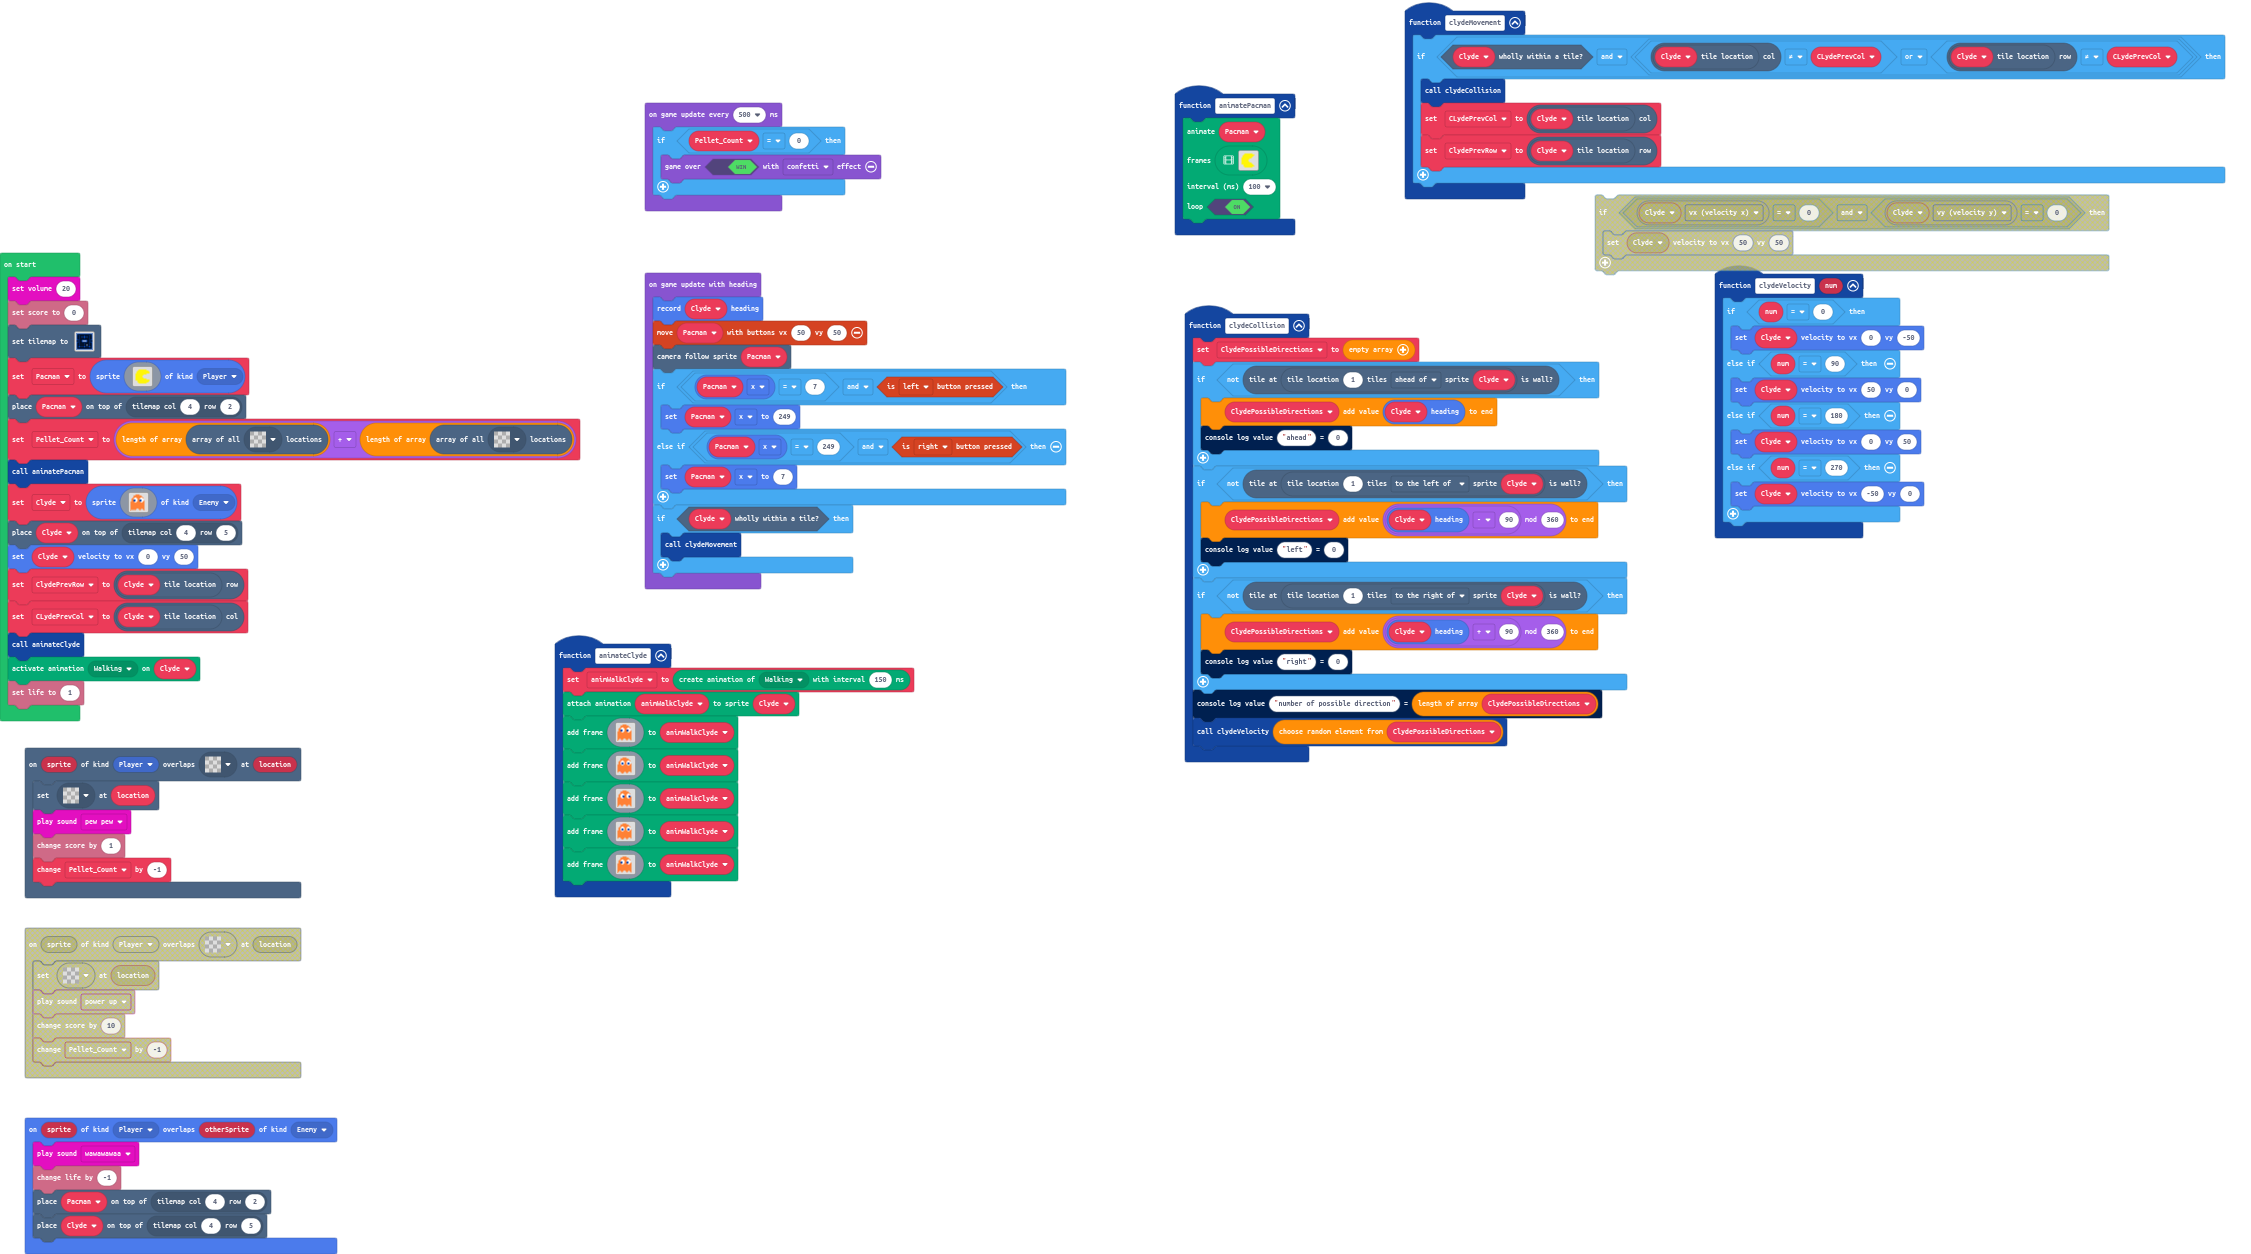 on start
set volume 20
set score to 0
set tilemap to
set Pacman to sprite of kind Player
place Pacman on top of tilemap col 4 row 2
set Pellet_Count to length of array array of all locations + length of array array of all locations
call animatePacman
set Clyde to sprite of kind Enemy
place Clyde on top of tilemap col 4 row 5
set Clyde velocity to vx 0 vy 50
set ClydePrevRow to Clyde tile location row
set CLydePrevCol to Clyde tile location col
call animateClyde
activate animation Walking on Clyde
set life to 1
on sprite of kind Player overlaps at location
set at location
play sound pew pew
change score by 1
change Pellet_Count by -1
on sprite of kind Player overlaps at location
set at location
play sound power up
change score by 10
change Pellet_Count by -1
on sprite of kind Player overlaps otherSprite of kind Enemy
play sound wawawawaa
change life by -1
place Pacman on top of tilemap col 4 row 2
place Clyde on top of tilemap col 4 row 5
on game update every 500 ms
if Pellet_Count = 0 then
game over WIN with confetti effect
on game update with heading
record Clyde heading
move Pacman with buttons vx 50 vy 50
camera follow sprite Pacman
if Pacman x = 7 and is left button pressed then
set Pacman x to 249
else if Pacman x = 249 and is right button pressed then
set Pacman x to 7
if Clyde wholly within a tile? then
call clydeMovement
function animateClyde
set animWalkClyde to create animation of Walking with interval 150 ms
attach animation animWalkClyde to sprite Clyde
add frame to animWalkClyde
add frame to animWalkClyde
add frame to animWalkClyde
add frame to animWalkClyde
add frame to animWalkClyde
function animatePacman
animate Pacman
frames
interval (ms) 100
loop ON
function clydeMovement
if Clyde wholly within a tile? and Clyde tile location col ≠ CLydePrevCol or Clyde tile location row ≠ CLydePrevCol then
call clydeCollision
set CLydePrevCol to Clyde tile location col
set ClydePrevRow to Clyde tile location row
if Clyde vx (velocity x) = 0 and Clyde vy (velocity y) = 0 then
set Clyde velocity to vx 50 vy 50
function clydeCollision
set ClydePossibleDirections to empty array
if not tile at tile location 1 tiles ahead of sprite Clyde is wall? then
ClydePossibleDirections add value Clyde heading to end
console log value "ahead" = 0
if not tile at tile location 1 tiles to the left of sprite Clyde is wall? then
ClydePossibleDirections add value Clyde heading - 90 mod 360 to end
console log value "left" = 0
if not tile at tile location 1 tiles to the right of sprite Clyde is wall? then
ClydePossibleDirections add value Clyde heading + 90 mod 360 to end
console log value "right" = 0
console log value "number of possible direction" = length of array ClydePossibleDirections
call clydeVelocity choose random element from ClydePossibleDirections
function clydeVelocity num
if num = 0 then
set Clyde velocity to vx 0 vy -50
else if num = 90 then
set Clyde velocity to vx 50 vy 0
else if num = 180 then
set Clyde velocity to vx 0 vy 50
else if num = 270 then
set Clyde velocity to vx -50 vy 0